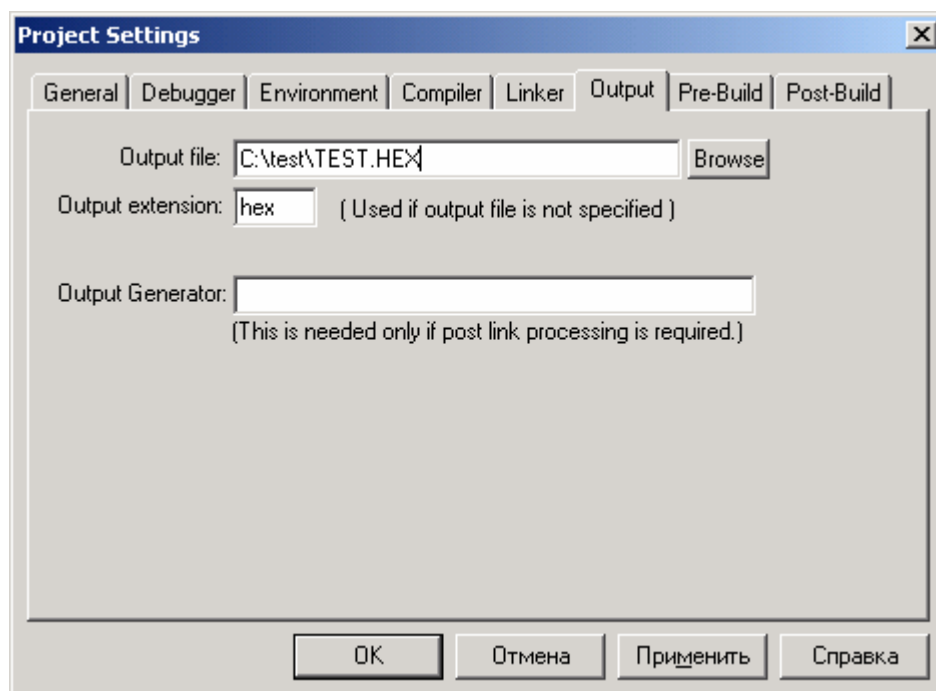 Project Settings
General Debugger Environment Compiler Linker Output Pre-Build Post-Build
Output file: C:\test\TEST.HEX Browse
Output extension: hex ( Used if output file is not specified )
Output Generator:
(This is needed only if post link processing is required.)
OK Отмена Применить Справка